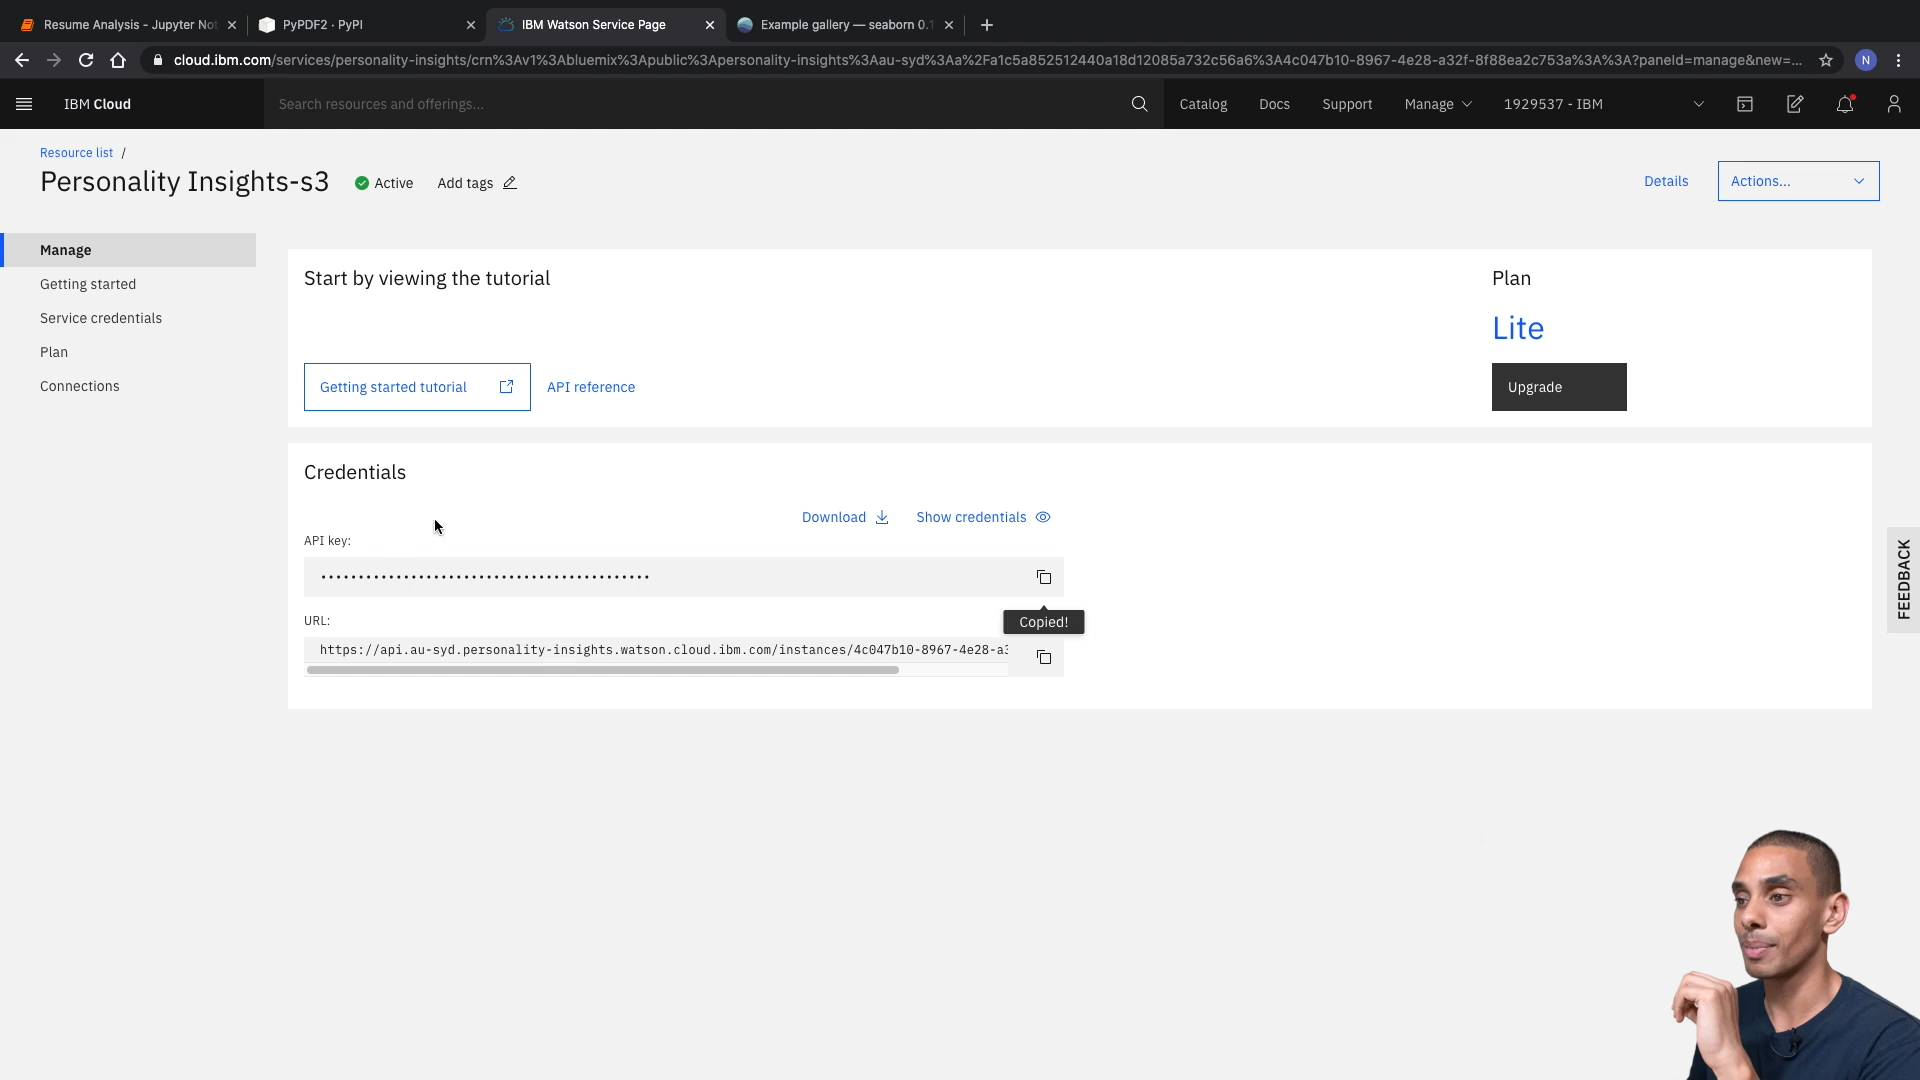 Resume Analysis - Jupyter Not
PyPDF2 · PyPI
IBM Watson Service Page
Example gallery — seaborn 0.1
cloud.ibm.com/services/personality-insights/crn%3Av1%3Abluemix%3Apublic%3Apersonality-insights%3Aau-syd%3Aa%2Fa1c5a852512440a18d12085a732c56a6%3A4c047b10-8967-4e28-a32f-8f88ea2c753a%3A%3A?paneId=manage&new=...
N
IBM Cloud
Search resources and offerings...
Catalog
Docs
Support
Manage
1929537 - IBM
Resource list /
Personality Insights-s3
Active
Add tags
Details
Actions...
Manage
Getting started
Service credentials
Plan
Connections
Start by viewing the tutorial
Getting started tutorial
API reference
Plan
Lite
Upgrade
Credentials
Download
Show credentials
API key:
URL:
Copied!
https://api.au-syd.personality-insights.watson.cloud.ibm.com/instances/4c047b10-8967-4e28-a3
FEEDBACK